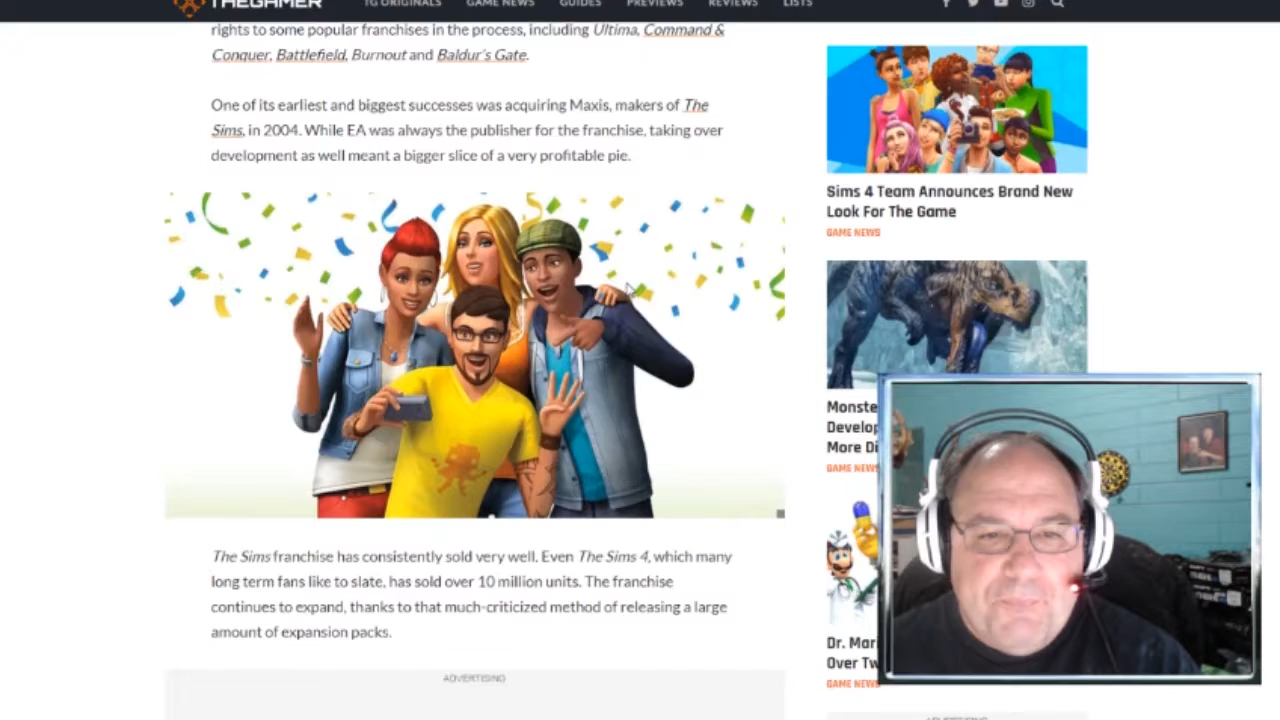 THEGAMER
TG ORIGINALS GAME NEWS GUIDES PREVIEWS REVIEWS LISTS
rights to some popular franchises in the process, including Ultima, Command &
Conquer, Battlefield, Burnout and Baldur's Gate.
One of its earliest and biggest successes was acquiring Maxis, makers of The
Sims, in 2004. While EA was always the publisher for the franchise, taking over
development as well meant a bigger slice of a very profitable pie.
The Sims franchise has consistently sold very well. Even The Sims 4, which many
long term fans like to slate, has sold over 10 million units. The franchise
continues to expand, thanks to that much-criticized method of releasing a large
amount of expansion packs.
ADVERTISING
Sims 4 Team Announces Brand New
Look For The Game
GAME NEWS
Monste
Develop
More Di
GAME NEWS
Dr. Mari
Over Tw
GAME NEWS
ADVERTISING